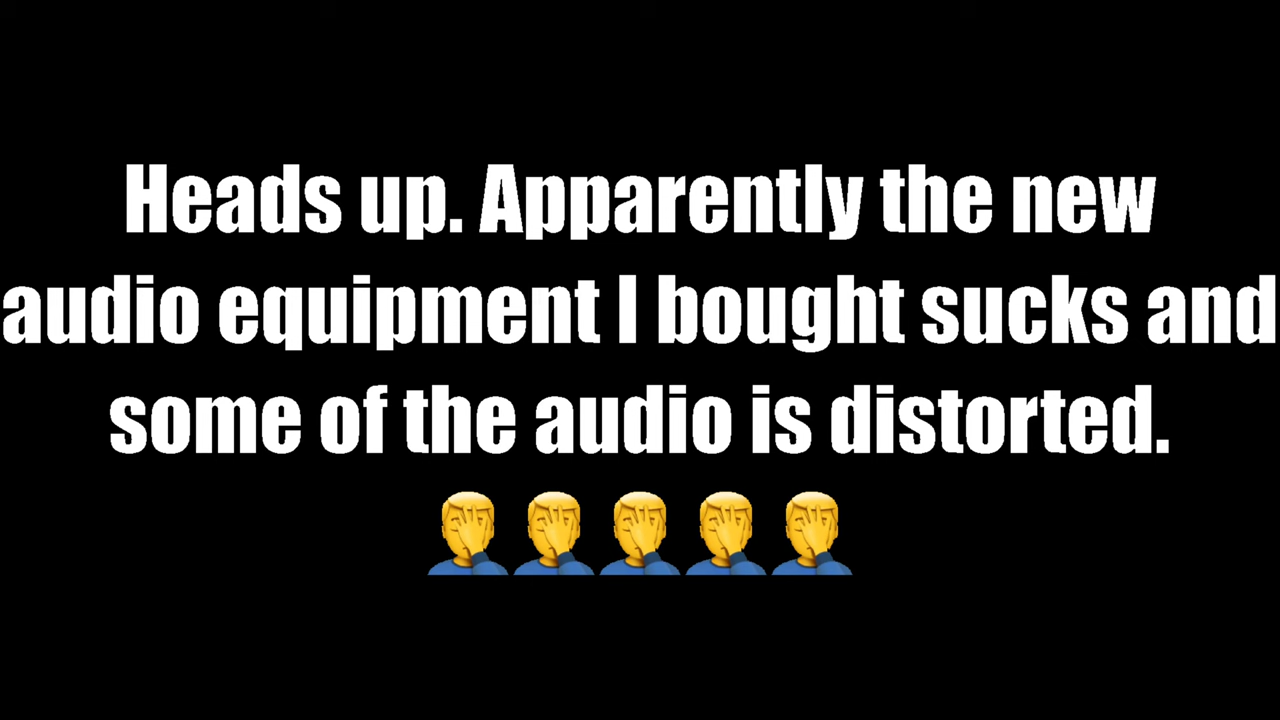 Heads up. Apparently the new
audio equipment I bought sucks and
some of the audio is distorted.
🤦‍♂️🤦‍♂️🤦‍♂️🤦‍♂️🤦‍♂️